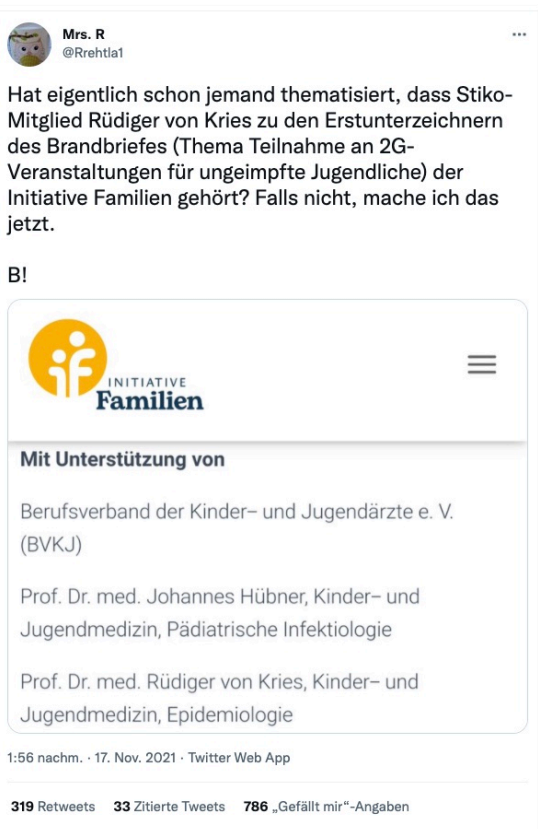 Mrs. R
@Rrehtla1
Hat eigentlich schon jemand thematisiert, dass Stiko-
Mitglied Rüdiger von Kries zu den Erstunterzeichnern
des Brandbriefes (Thema Teilnahme an 2G-
Veranstaltungen für ungeimpfte Jugendliche) der
Initiative Familien gehört? Falls nicht, mache ich das
jetzt.
B!
if
INITIATIVE
Familien
Mit Unterstützung von
Berufsverband der Kinder– und Jugendärzte e. V.
(BVKJ)
Prof. Dr. med. Johannes Hübner, Kinder– und
Jugendmedizin, Pädiatrische Infektiologie
Prof. Dr. med. Rüdiger von Kries, Kinder– und
Jugendmedizin, Epidemiologie
1:56 nachm. · 17. Nov. 2021 · Twitter Web App
319 Retweets 33 Zitierte Tweets 786 „Gefällt mir“-Angaben